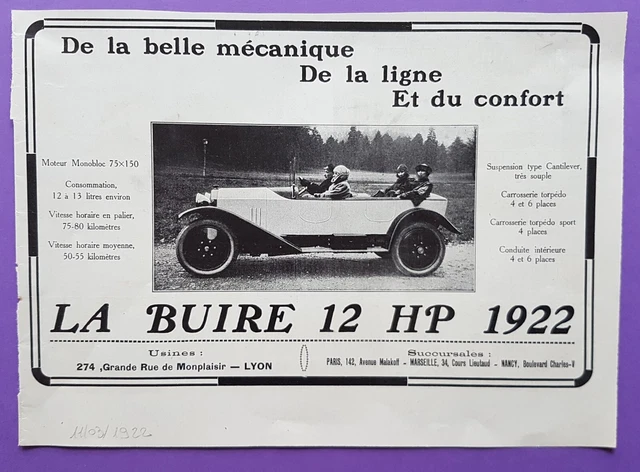 De la belle mécanique
De la ligne
Et du confort
Moteur Monobloc 75×150
Consommation,
12 à 13 litres environ
Vitesse horaire en palier,
75-80 kilomètres
Vitesse horaire moyenne,
50-55 kilomètres
Suspension type Cantilever,
très souple
Carrosserie torpédo
4 et 6 places
Carrosserie torpédo sport
4 places
Conduite intérieure
4 et 6 places
LA BUIRE 12 HP 1922
Usines :
274 ,Grande Rue de Monplaisir — LYON
Succursales :
PARIS, 142, Avenue Malakoff - MARSEILLE, 34, Cours Lieutaud - NANCY, Boulevard Charles-V
11/03/1922